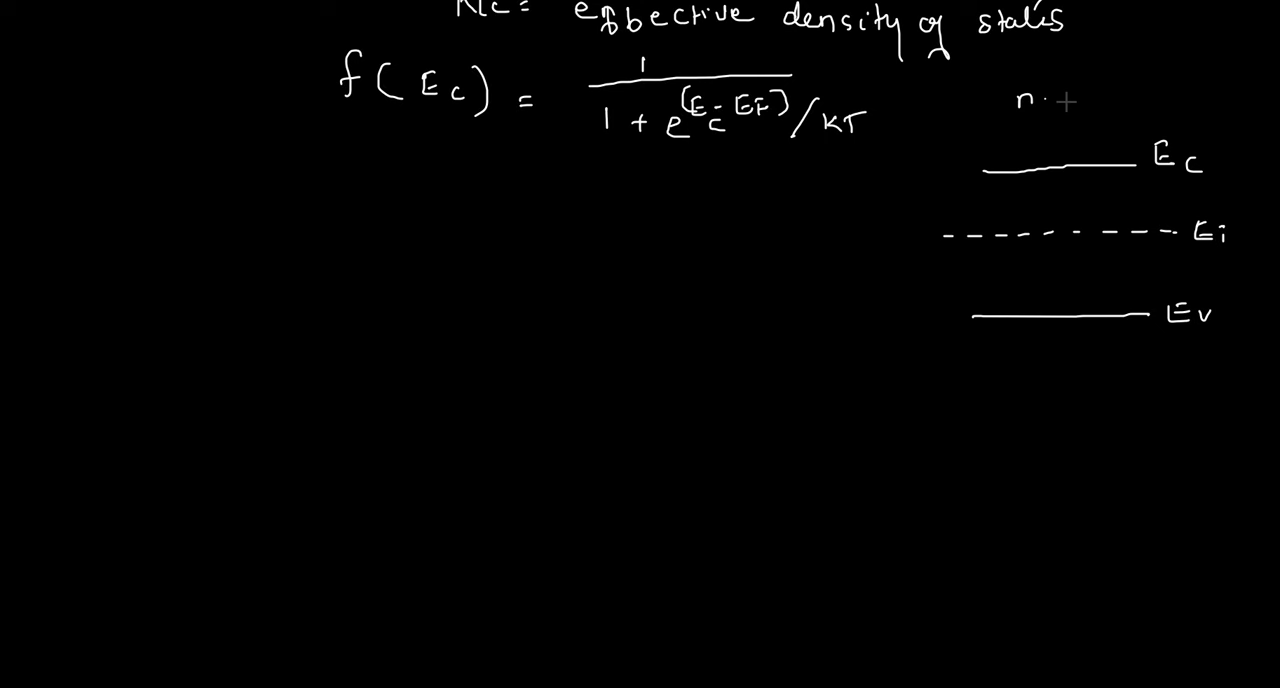 Nc = effective density of states
f(Ec) = 1 / 1 + e(Ec - EF)/KT
n -
Ec
Ei
Ev